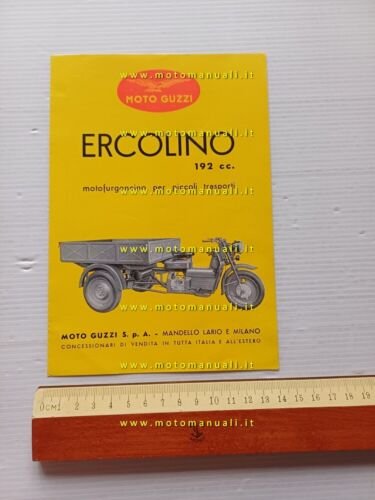 www.motomanuali.it
MOTO GUZZI
www.motomanuali.it
ERCOLINO
192 cc.
www.motomanuali.it
motofurgoncino per piccoli trasporti
www.motomanuali.it
www.motomanuali.it
MOTO GUZZI S. p. A. - MANDELLO LARIO E MILANO
CONCESSIONARI DI VENDITA IN TUTTA ITALIA E ALL'ESTERO
www.motomanuali.it
0 CM 1 2 3 4 5 6 7 8 9 10 11 12 13 14 15 16 17 18 19
www.motomanuali.it